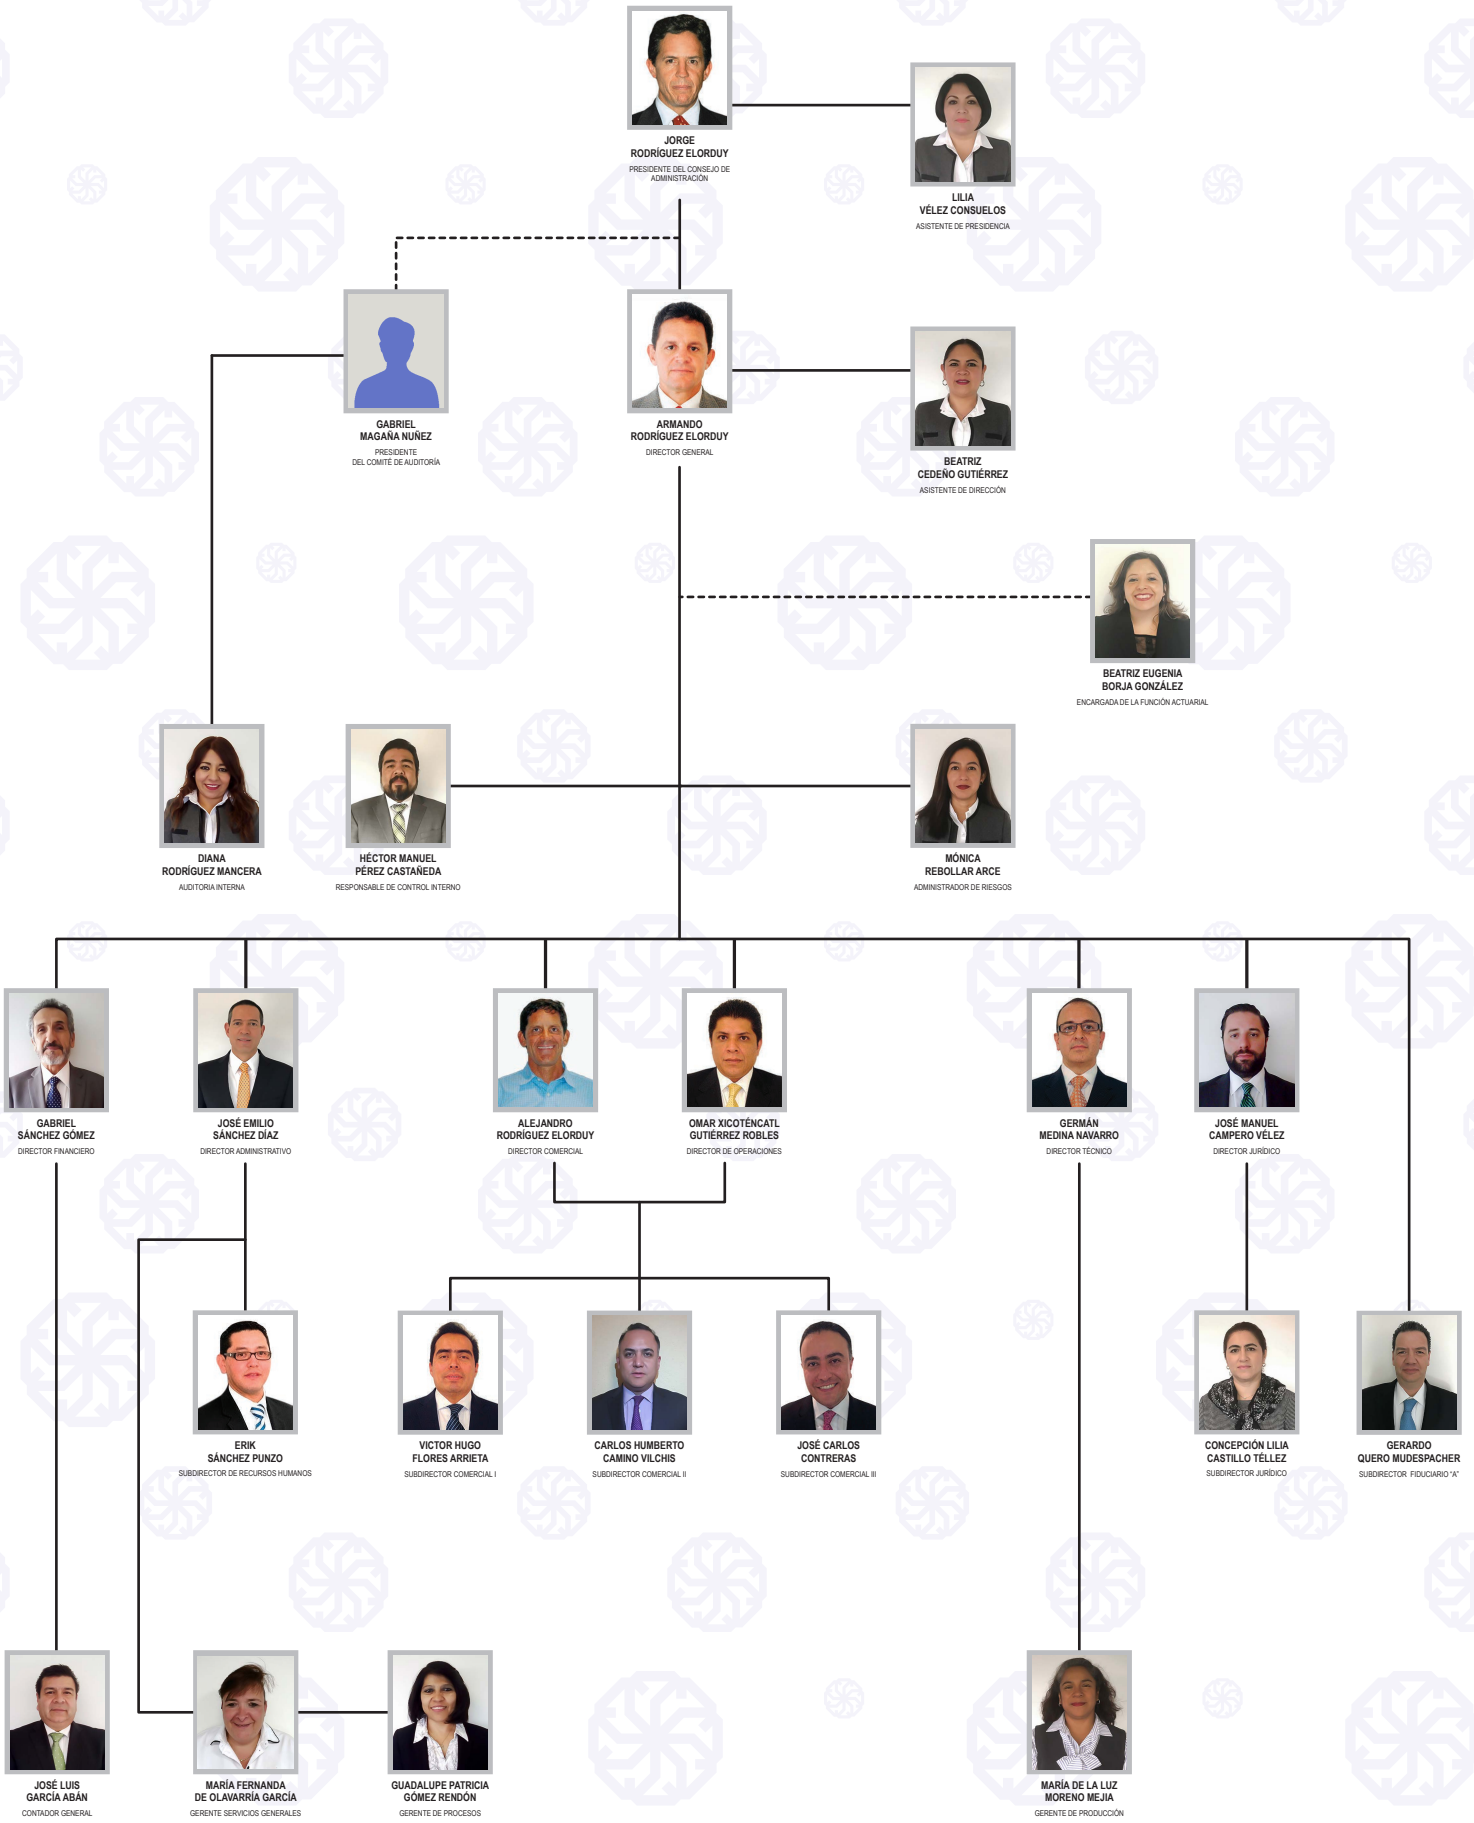 JORGE
RODRÍGUEZ ELORDUY
PRESIDENTE DEL CONSEJO DE
ADMINISTRACIÓN
LILIA
VÉLEZ CONSUELOS
ASISTENTE DE PRESIDENCIA
GABRIEL
MAGAÑA NUÑEZ
PRESIDENTE
DEL COMITÉ DE AUDITORÍA
ARMANDO
RODRÍGUEZ ELORDUY
DIRECTOR GENERAL
BEATRIZ
CEDEÑO GUTIÉRREZ
ASISTENTE DE DIRECCIÓN
BEATRIZ EUGENIA
BORJA GONZÁLEZ
ENCARGADA DE LA FUNCIÓN ACTUARIAL
DIANA
RODRÍGUEZ MANCERA
AUDITORIA INTERNA
HÉCTOR MANUEL
PÉREZ CASTAÑEDA
RESPONSABLE DE CONTROL INTERNO
MÓNICA
REBOLLAR ARCE
ADMINISTRADOR DE RIESGOS
GABRIEL
SÁNCHEZ GÓMEZ
DIRECTOR FINANCIERO
JOSÉ EMILIO
SÁNCHEZ DÍAZ
DIRECTOR ADMINISTRATIVO
ALEJANDRO
RODRÍGUEZ ELORDUY
DIRECTOR COMERCIAL
OMAR XICOTÉNCATL
GUTIÉRREZ ROBLES
DIRECTOR DE OPERACIONES
GERMÁN
MEDINA NAVARRO
DIRECTOR TÉCNICO
JOSÉ MANUEL
CAMPERO VÉLEZ
DIRECTOR JURÍDICO
ERIK
SÁNCHEZ PUNZO
SUBDIRECTOR DE RECURSOS HUMANOS
VICTOR HUGO
FLORES ARRIETA
SUBDIRECTOR COMERCIAL I
CARLOS HUMBERTO
CAMINO VILCHIS
SUBDIRECTOR COMERCIAL II
JOSÉ CARLOS
CONTRERAS
SUBDIRECTOR COMERCIAL III
CONCEPCIÓN LILIA
CASTILLO TÉLLEZ
SUBDIRECTOR JURÍDICO
GERARDO
QUERO MUDESPACHER
SUBDIRECTOR FIDUCIARIO "A"
JOSÉ LUIS
GARCÍA ABÁN
CONTADOR GENERAL
MARÍA FERNANDA
DE OLAVARRÍA GARCÍA
GERENTE SERVICIOS GENERALES
GUADALUPE PATRICIA
GÓMEZ RENDÓN
GERENTE DE PROCESOS
MARÍA DE LA LUZ
MORENO MEJIA
GERENTE DE PRODUCCIÓN